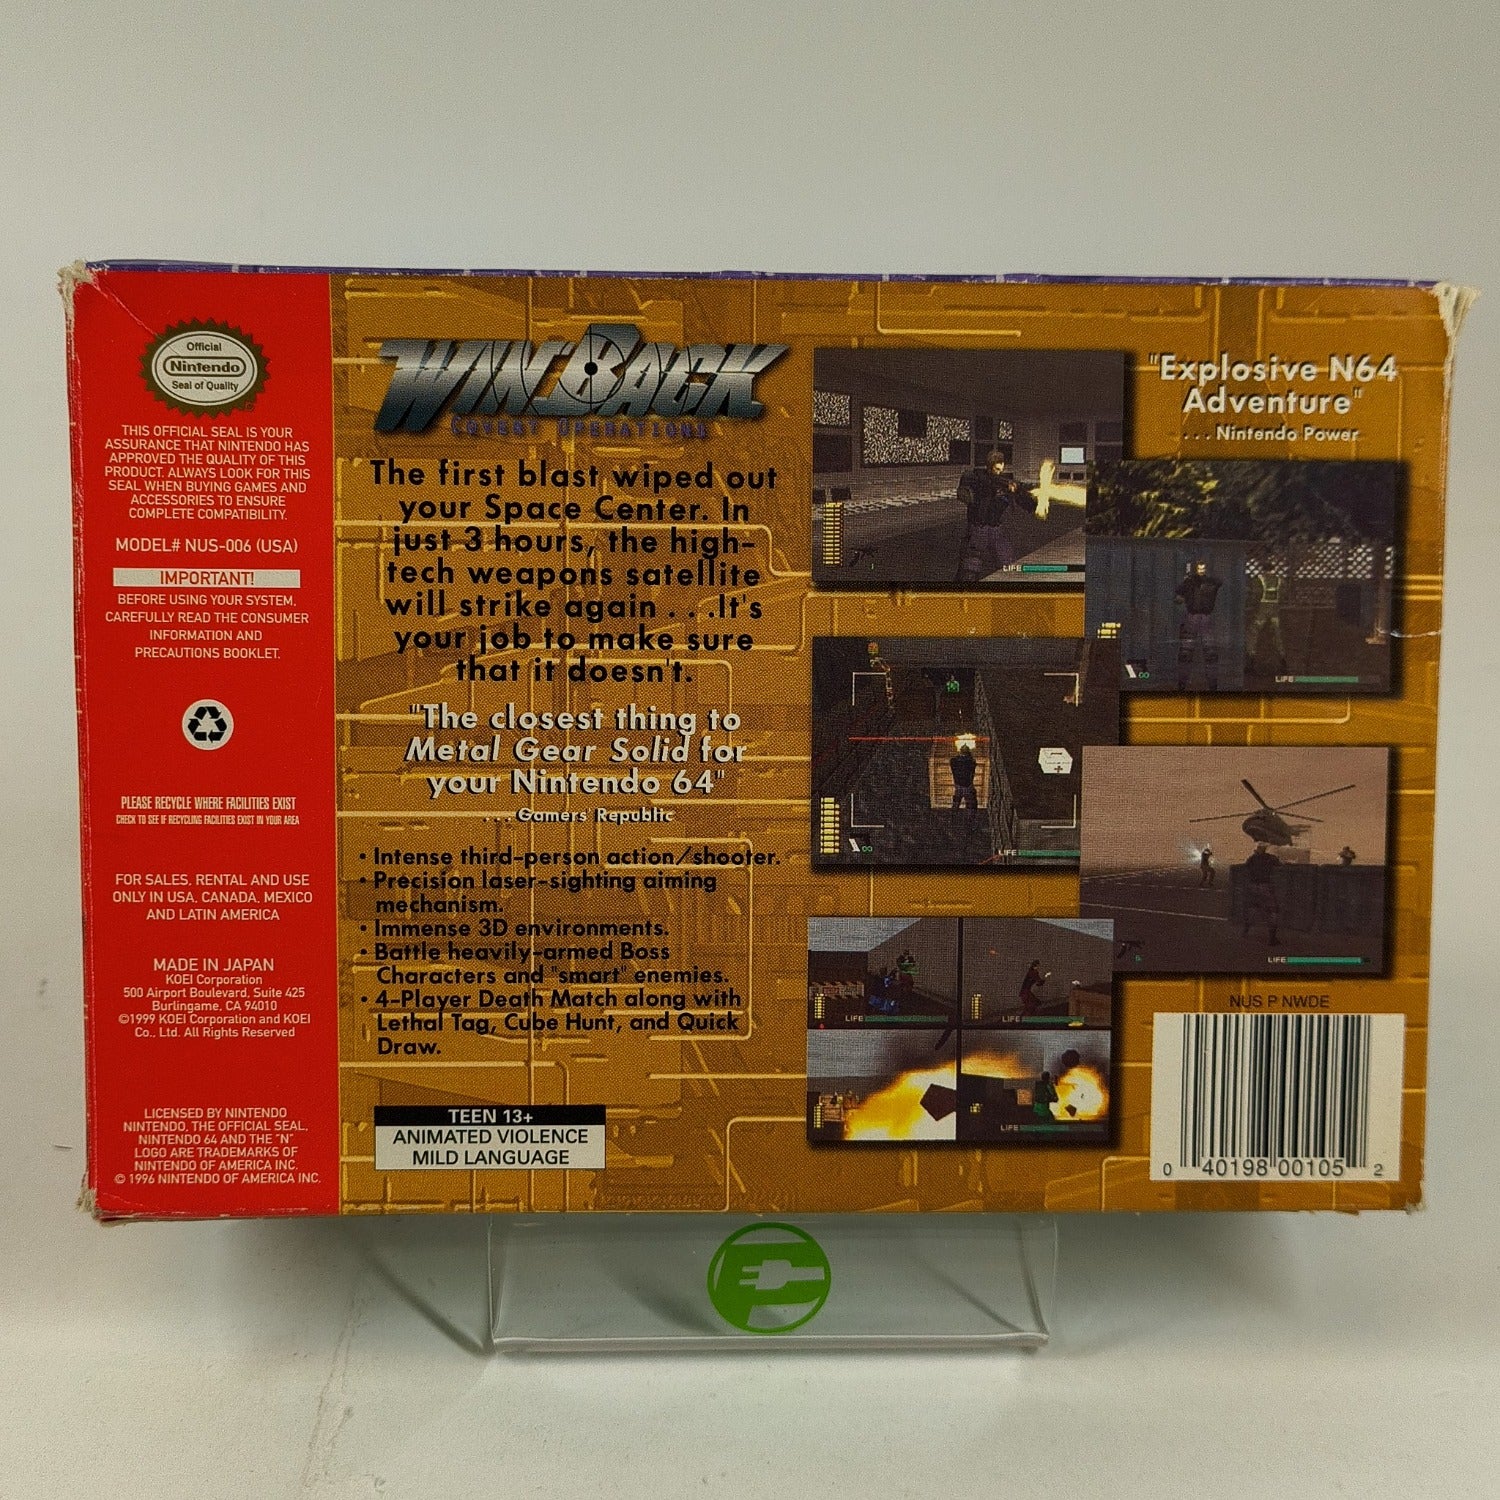 Official
Nintendo
Seal of Quality
THIS OFFICIAL SEAL IS YOUR
ASSURANCE THAT NINTENDO HAS
APPROVED THE QUALITY OF THIS
PRODUCT. ALWAYS LOOK FOR THIS
SEAL WHEN BUYING GAMES AND
ACCESSORIES TO ENSURE
COMPLETE COMPATIBILITY.
MODEL# NUS-006 (USA)
IMPORTANT!
BEFORE USING YOUR SYSTEM,
CAREFULLY READ THE CONSUMER
INFORMATION AND
PRECAUTIONS BOOKLET.
PLEASE RECYCLE WHERE FACILITIES EXIST
CHECK TO SEE IF RECYCLING FACILITIES EXIST IN YOUR AREA
FOR SALES, RENTAL AND USE
ONLY IN USA, CANADA, MEXICO
AND LATIN AMERICA
MADE IN JAPAN
KOEI Corporation
500 Airport Boulevard, Suite 425
Burlingame, CA 94010
©1999 KOEI Corporation and KOEI
Co., Ltd. All Rights Reserved
LICENSED BY NINTENDO
NINTENDO, THE OFFICIAL SEAL,
NINTENDO 64 AND THE "N"
LOGO ARE TRADEMARKS OF
NINTENDO OF AMERICA INC.
© 1996 NINTENDO OF AMERICA INC.
WINBACK
COVERT OPERATIONS
The first blast wiped out
your Space Center. In
just 3 hours, the high-
tech weapons satellite
will strike again . . .It's
your job to make sure
that it doesn't.
"The closest thing to
Metal Gear Solid for
your Nintendo 64"
. . . Gamers' Republic
• Intense third-person action/shooter.
• Precision laser-sighting aiming
mechanism.
• Immense 3D environments.
• Battle heavily-armed Boss
Characters and "smart" enemies.
• 4-Player Death Match along with
Lethal Tag, Cube Hunt, and Quick
Draw.
TEEN 13+
ANIMATED VIOLENCE
MILD LANGUAGE
"Explosive N64
Adventure"
. . . Nintendo Power
LIFE
LIFE
LIFE
LIFE
LIFE
LIFE
LIFE
NUS P NWDE
0 40198 00105 2